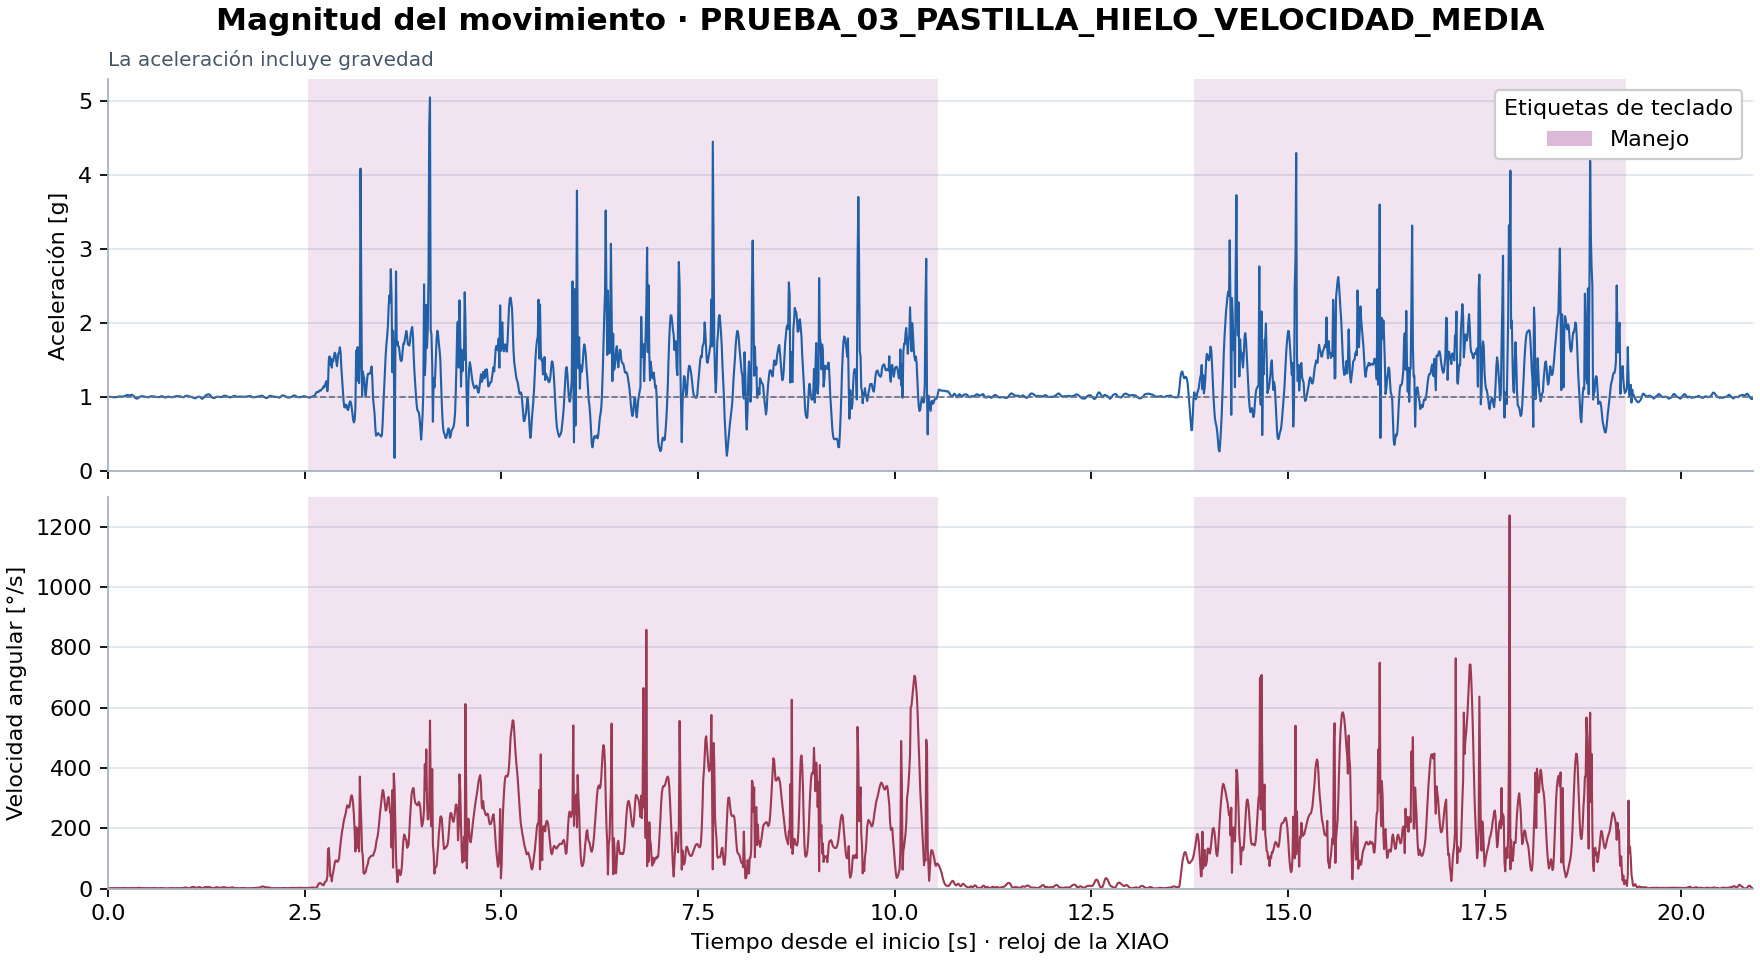 Magnitud del movimiento · PRUEBA_03_PASTILLA_HIELO_VELOCIDAD_MEDIA
La aceleración incluye gravedad
Aceleración [g]
5
4
3
2
1
0
Etiquetas de teclado
Manejo
Velocidad angular [°/s]
1200
1000
800
600
400
200
0
0.0 2.5 5.0 7.5 10.0 12.5 15.0 17.5 20.0
Tiempo desde el inicio [s] · reloj de la XIAO